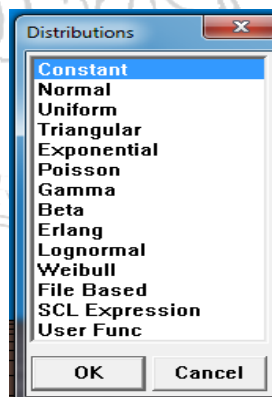 Distributions
Constant
Normal
Uniform
Triangular
Exponential
Poisson
Gamma
Beta
Erlang
Lognormal
Weibull
File Based
SCL Expression
User Func
OK Cancel